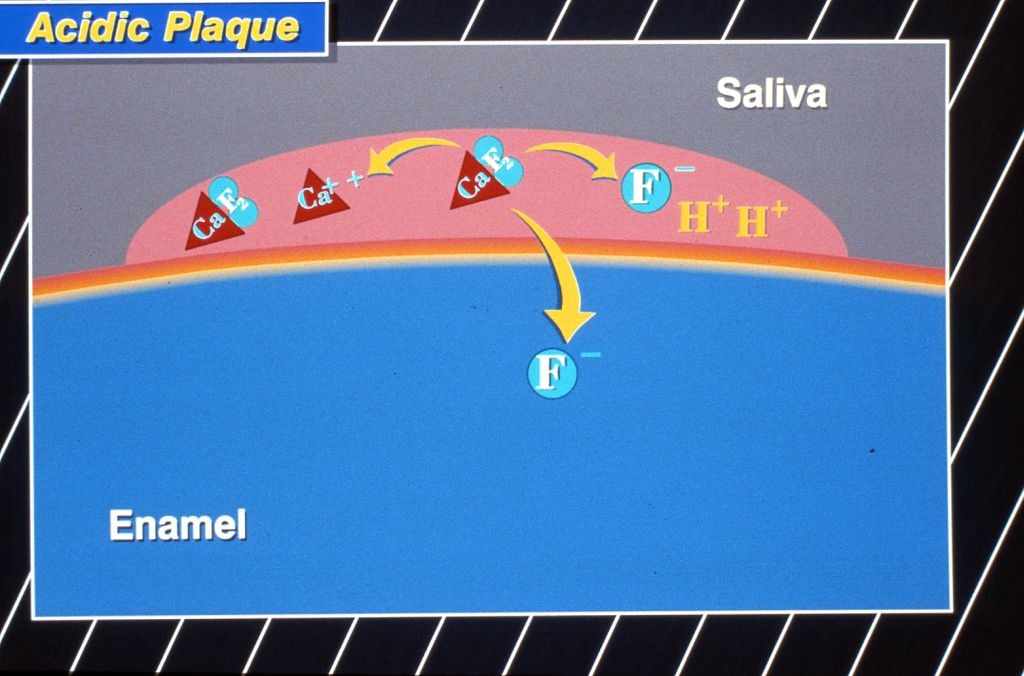 Acidic Plaque
Saliva
CaF₂
Ca⁺⁺
CaF₂
F⁻
H⁺ H⁺
F⁻
Enamel